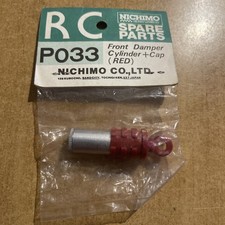 RC
NICHIMO
SPARE
PARTS
P033
Front Damper
Cylinder+Cap
(RED)
NICHIMO CO.,LTD.